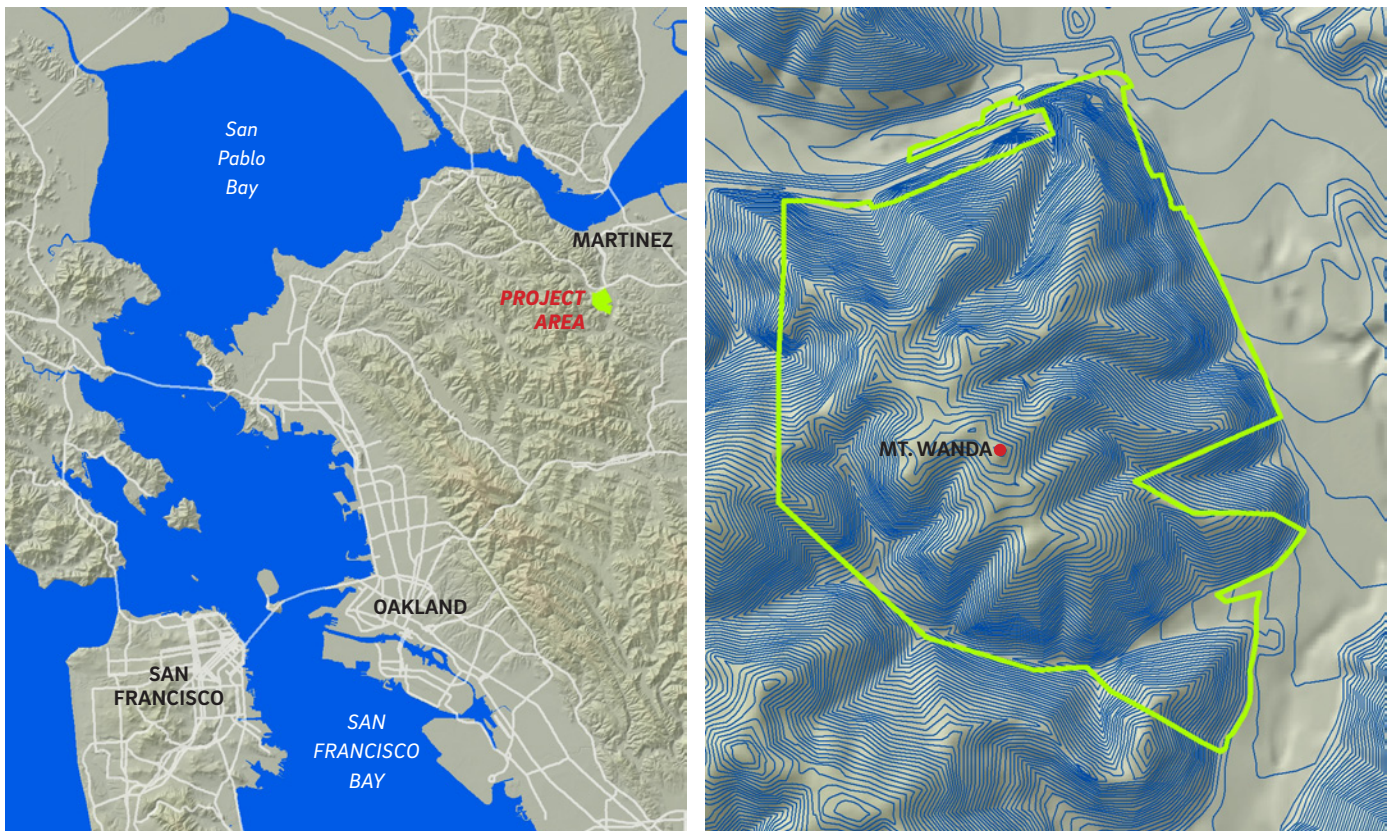 San
Pablo
Bay
MARTINEZ
PROJECT
AREA
OAKLAND
SAN
FRANCISCO
SAN
FRANCISCO
BAY
MT. WANDA